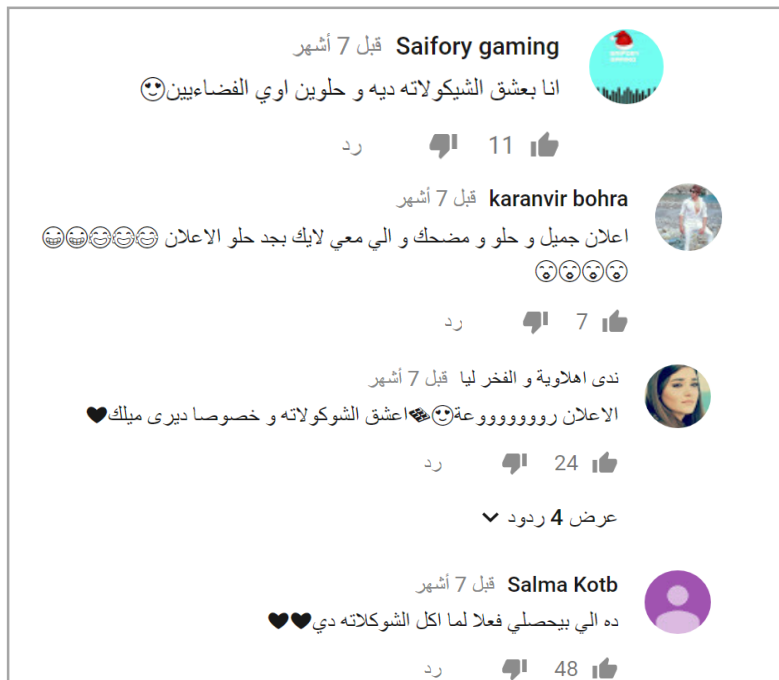 Saifory gaming قبل 7 أشهر
انا بعشق الشيكولاته ديه و حلوين اوي الفضاءيين😍
11 رد
karanvir bohra قبل 7 أشهر
اعلان جميل و حلو و مضحك و الي معي لايك بجد حلو الاعلان 😂😂😂😀😀
😮😮😮😮
7 رد
ندى اهلاوية و الفخر ليا قبل 7 أشهر
الاعلان رووووووعة😍🍫اعشق الشوكولاته و خصوصا ديرى ميلك♥
24 رد
عرض 4 ردود
Salma Kotb قبل 7 أشهر
ده الي بيحصلي فعلا لما اكل الشوكلاته دي♥♥
48 رد